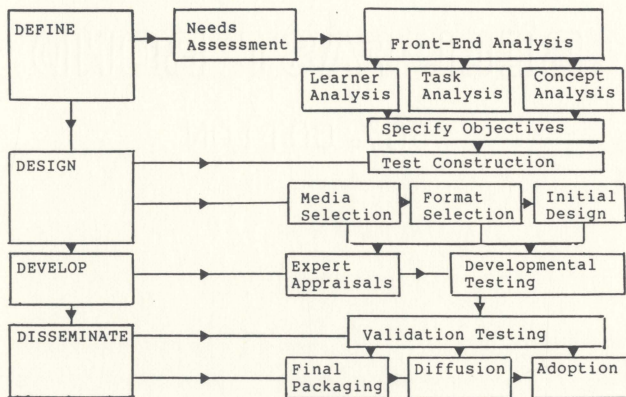 DEFINE
Needs
Assessment
Front-End Analysis
Learner
Analysis
Task
Analysis
Concept
Analysis
Specify Objectives
DESIGN
Test Construction
Media
Selection
Format
Selection
Initial
Design
DEVELOP
Expert
Appraisals
Developmental
Testing
DISSEMINATE
Validation Testing
Final
Packaging
Diffusion
Adoption